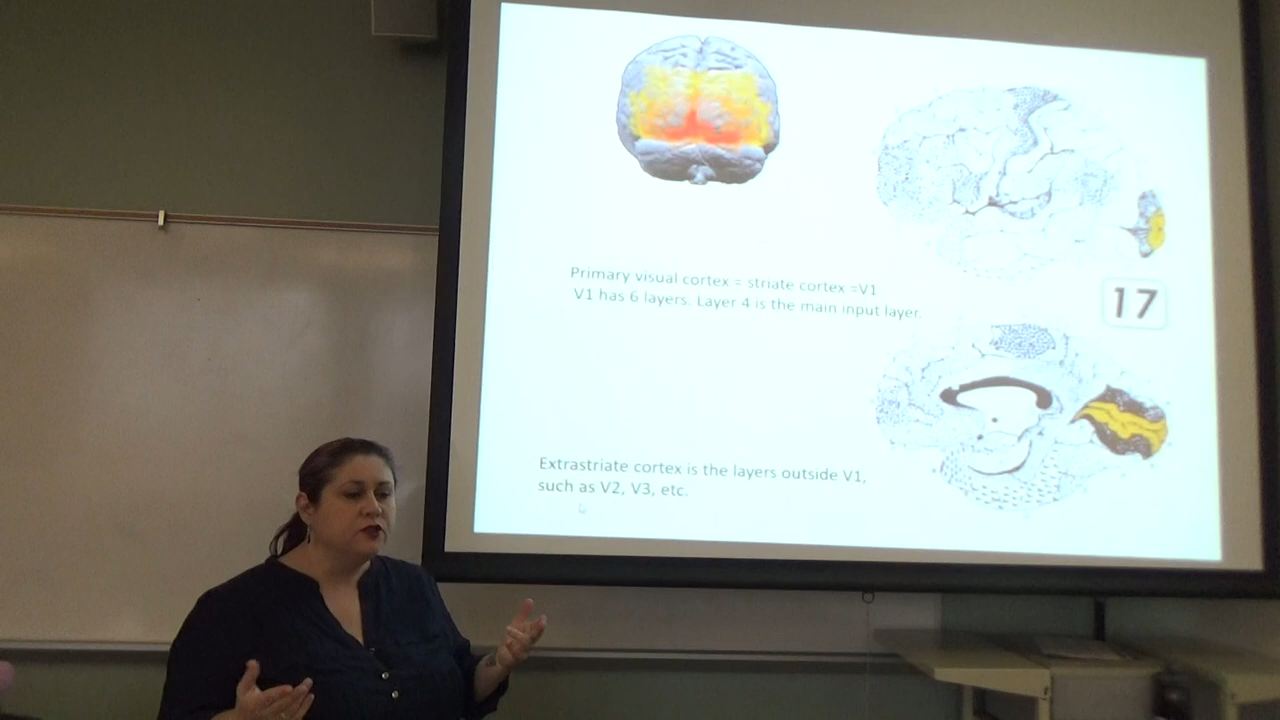 Primary visual cortex = striate cortex =V1
V1 has 6 layers. Layer 4 is the main input layer.
17
Extrastriate cortex is the layers outside V1,
such as V2, V3, etc.